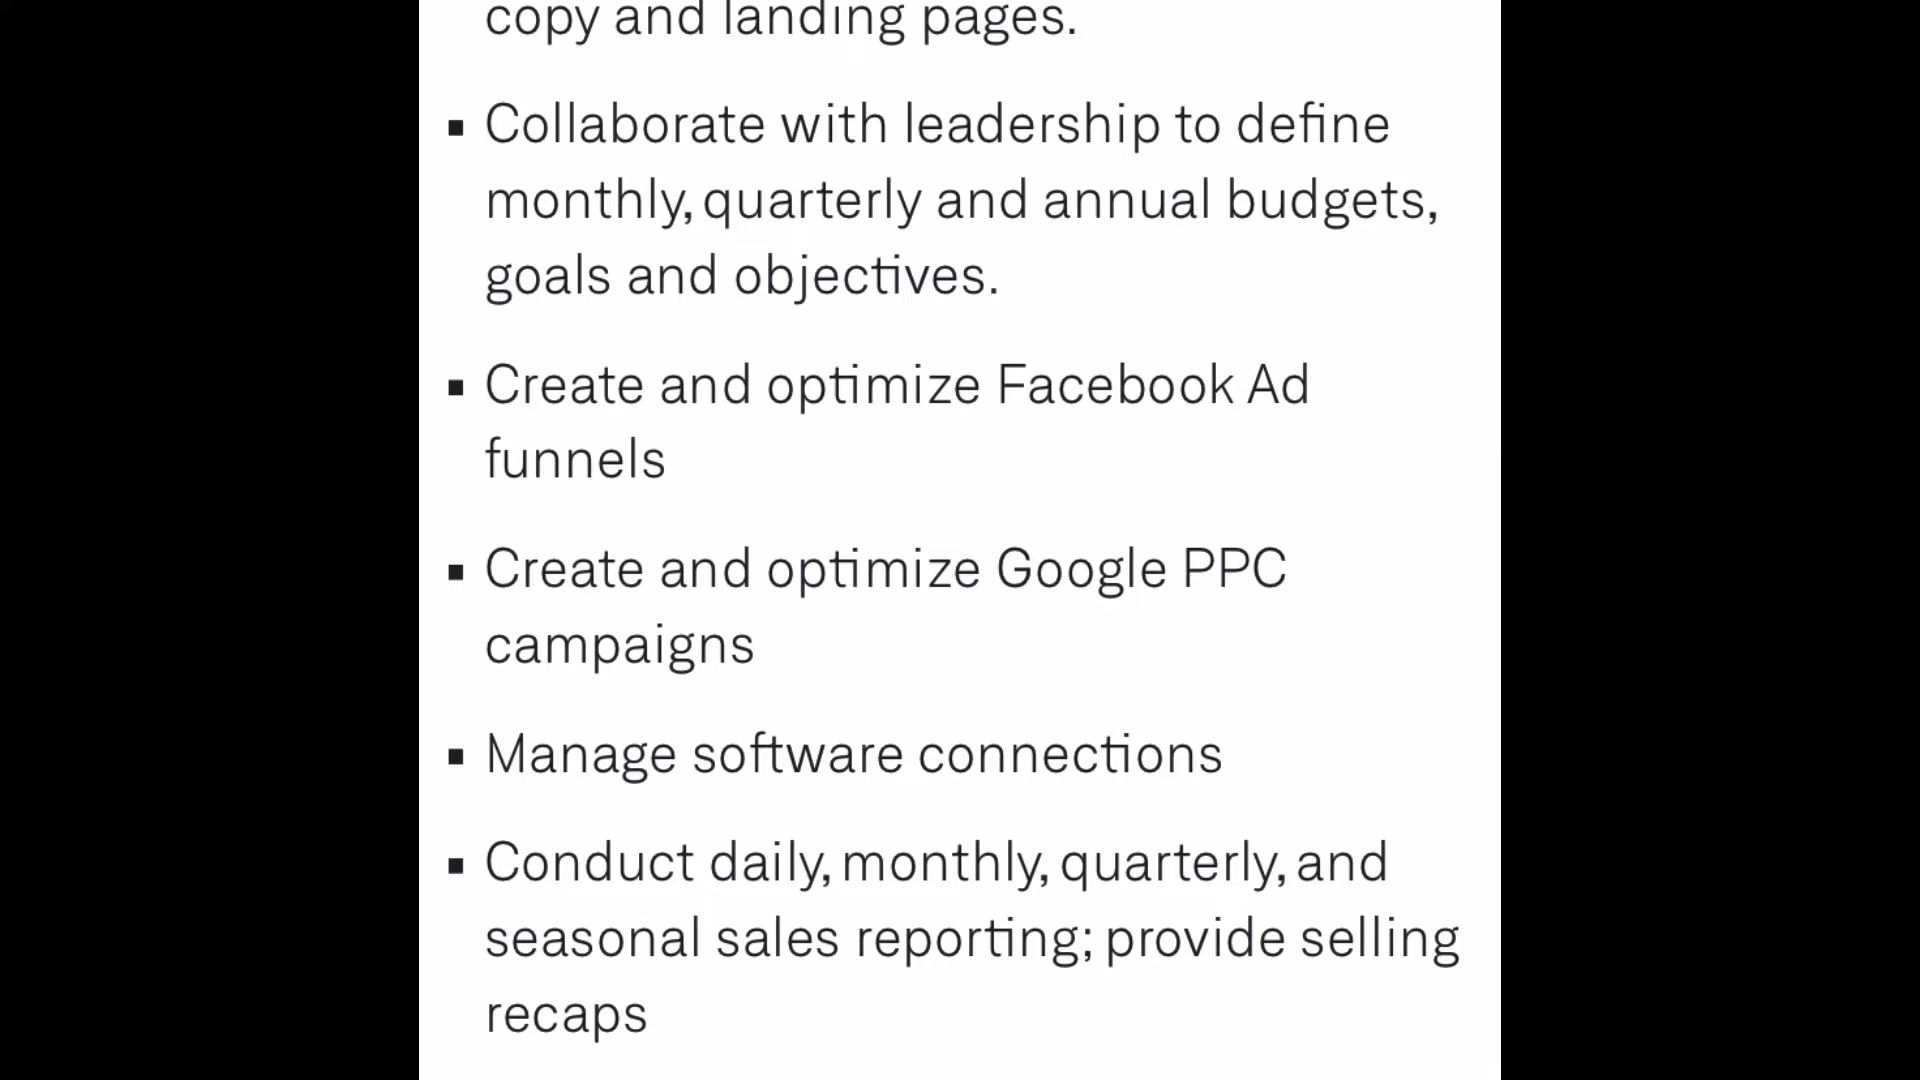 copy and landing pages.
▪ Collaborate with leadership to define
monthly, quarterly and annual budgets,
goals and objectives.
▪ Create and optimize Facebook Ad
funnels
▪ Create and optimize Google PPC
campaigns
▪ Manage software connections
▪ Conduct daily, monthly, quarterly, and
seasonal sales reporting; provide selling
recaps